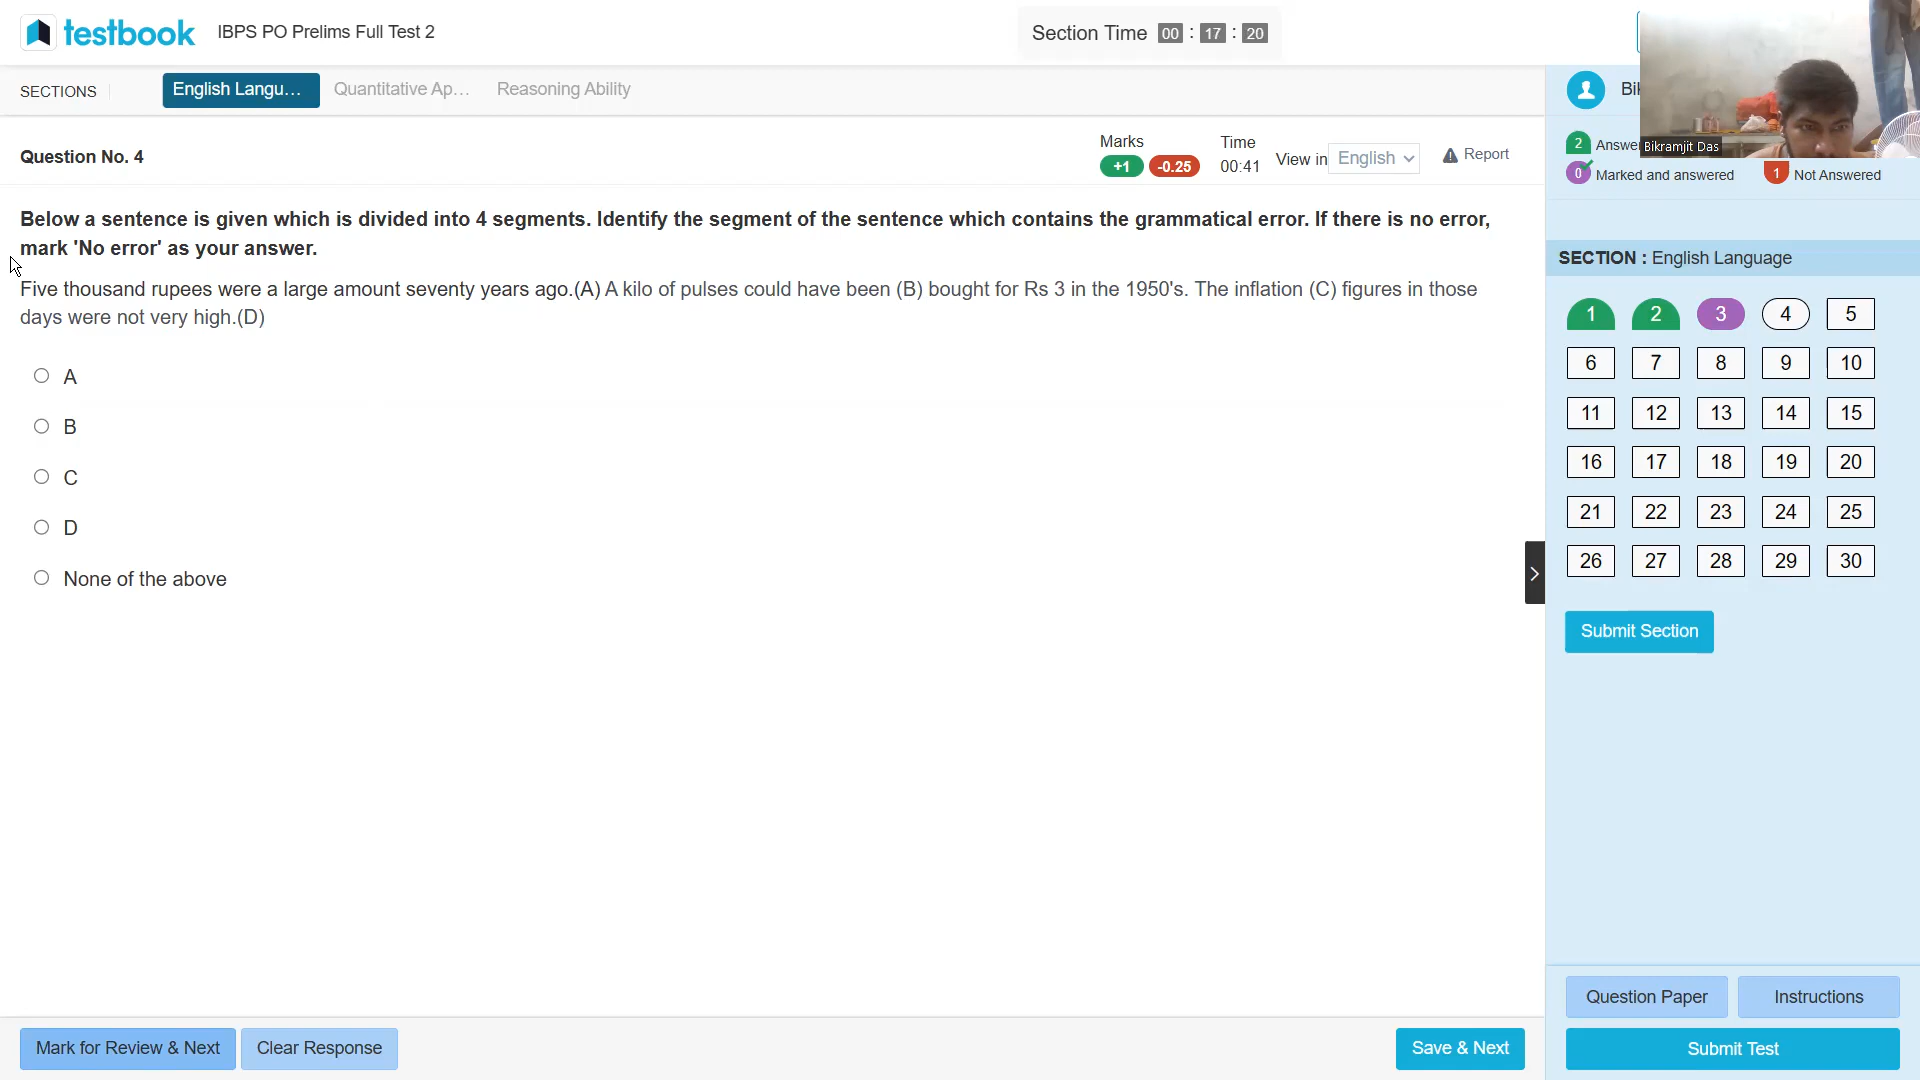 testbook
IBPS PO Prelims Full Test 2
Section Time 00 : 17 : 20
SECTIONS
English Langu...
Quantitative Ap...
Reasoning Ability
Bikramjit Das
2 Answe
0 Marked and answered
1 Not Answered
Question No. 4
Marks
+1 -0.25
Time
00:41
View in English
Report
Below a sentence is given which is divided into 4 segments. Identify the segment of the sentence which contains the grammatical error. If there is no error,
mark 'No error' as your answer.
Five thousand rupees were a large amount seventy years ago.(A) A kilo of pulses could have been (B) bought for Rs 3 in the 1950's. The inflation (C) figures in those
days were not very high.(D)
A
B
C
D
None of the above
SECTION : English Language
1 2 3 4 5
6 7 8 9 10
11 12 13 14 15
16 17 18 19 20
21 22 23 24 25
26 27 28 29 30
Submit Section
Question Paper
Instructions
Mark for Review & Next
Clear Response
Save & Next
Submit Test